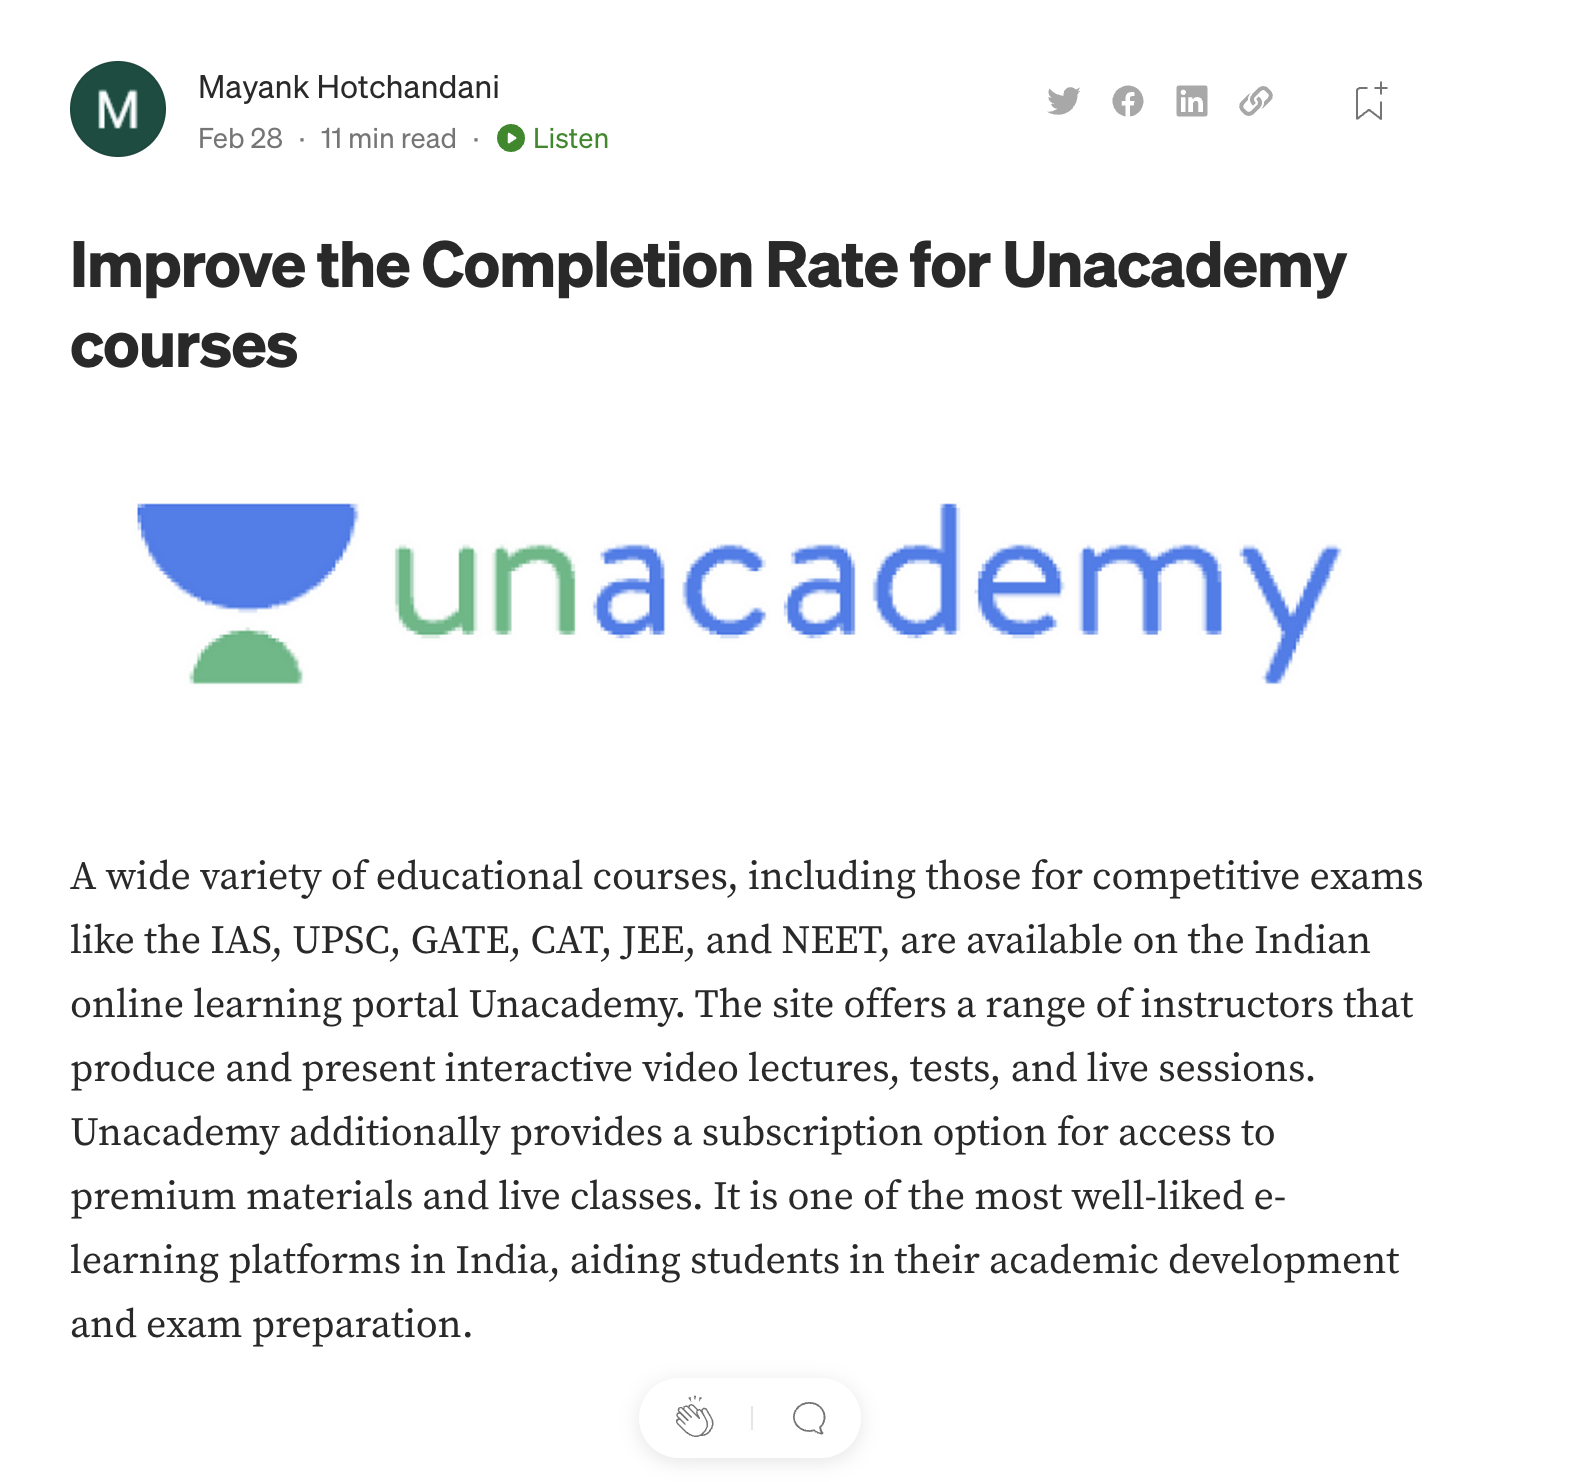 M
Mayank Hotchandani
Feb 28 · 11 min read · Listen
Improve the Completion Rate for Unacademy
courses
unacademy
A wide variety of educational courses, including those for competitive exams
like the IAS, UPSC, GATE, CAT, JEE, and NEET, are available on the Indian
online learning portal Unacademy. The site offers a range of instructors that
produce and present interactive video lectures, tests, and live sessions.
Unacademy additionally provides a subscription option for access to
premium materials and live classes. It is one of the most well-liked e-
learning platforms in India, aiding students in their academic development
and exam preparation.